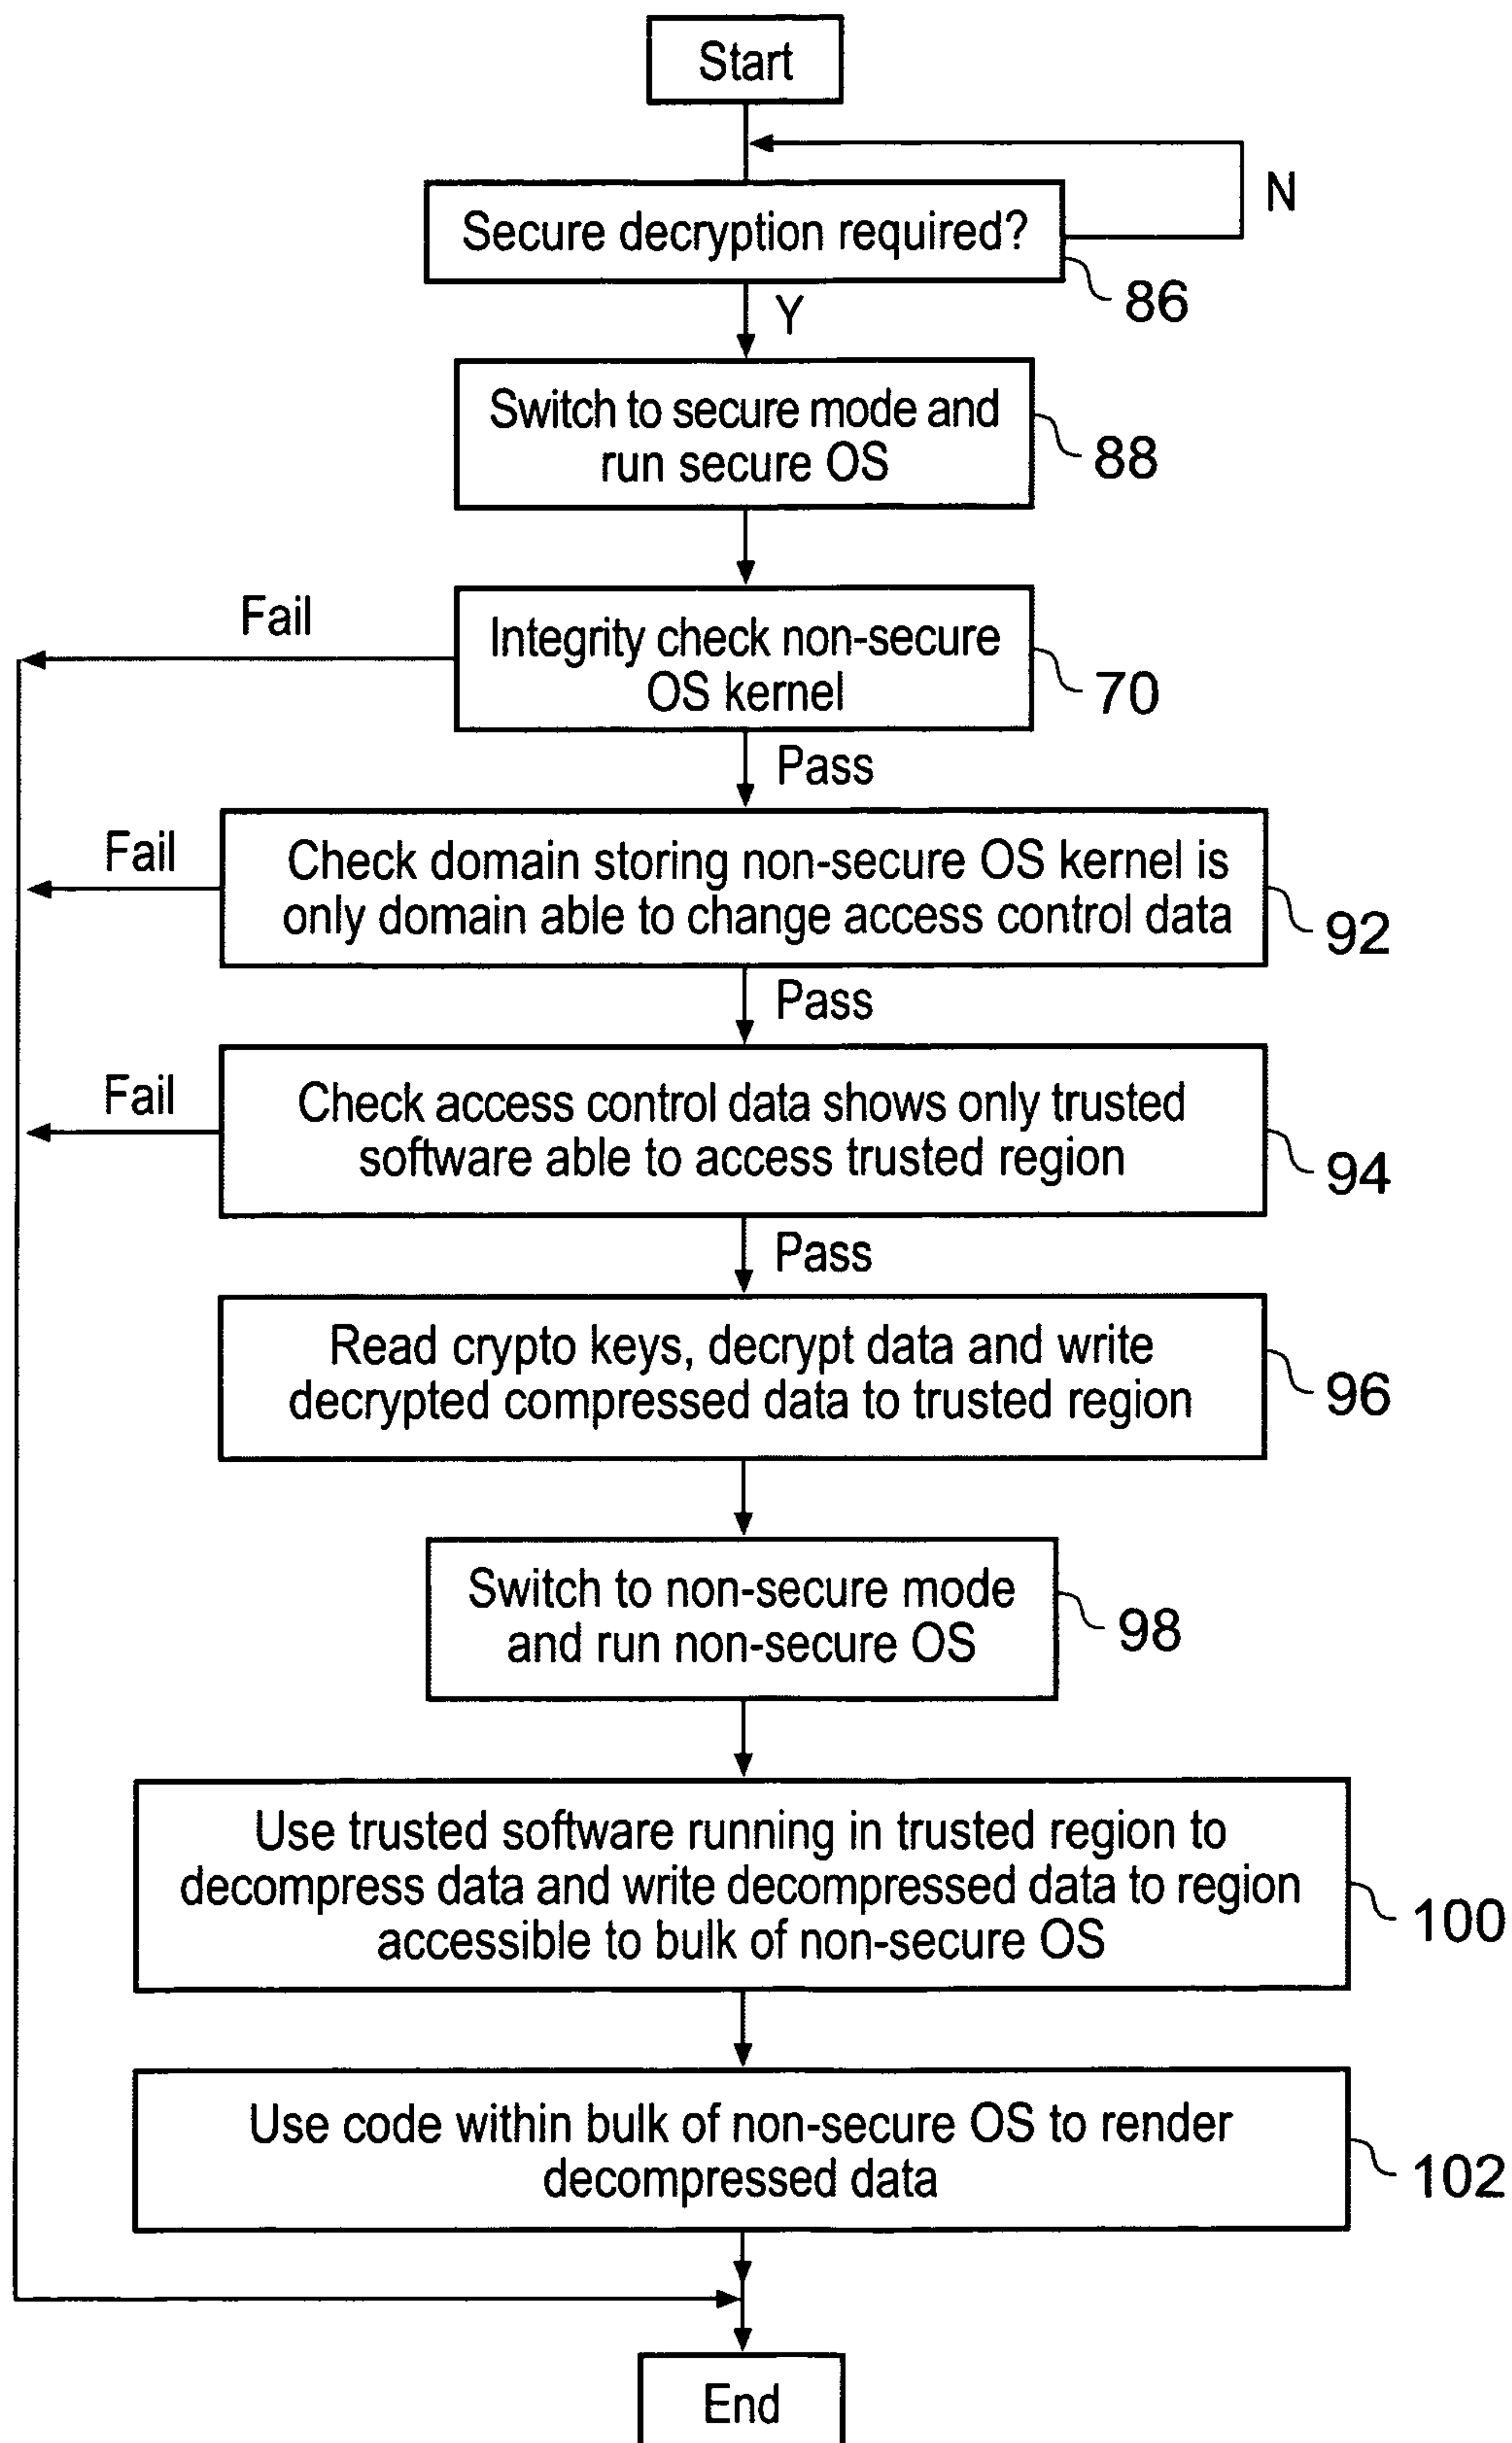 Start
N
Secure decryption required?
86
Y
Switch to secure mode and
run secure OS
88
Fail
Integrity check non-secure
OS kernel
70
Pass
Fail
Check domain storing non-secure OS kernel is
only domain able to change access control data
92
Pass
Fail
Check access control data shows only trusted
software able to access trusted region
94
Pass
Read crypto keys, decrypt data and write
decrypted compressed data to trusted region
96
Switch to non-secure mode
and run non-secure OS
98
Use trusted software running in trusted region to
decompress data and write decompressed data to region
accessible to bulk of non-secure OS
100
Use code within bulk of non-secure OS to render
decompressed data
102
End